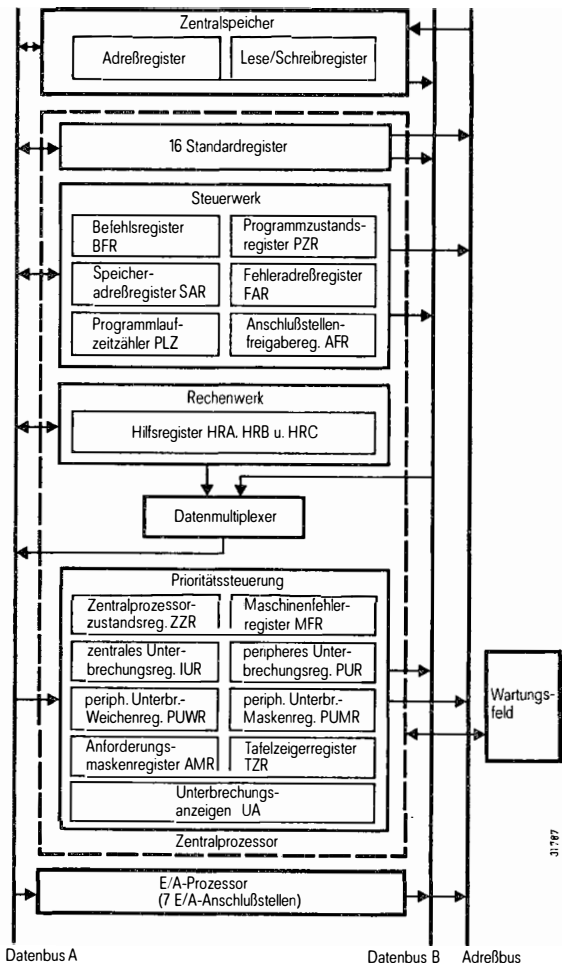 Zentralspeicher
Adreßregister
Lese/Schreibregister
16 Standardregister
Steuerwerk
Befehlsregister
BFR
Programmzustands-
register PZR
Speicher-
adreßregister SAR
Fehleradreßregister
FAR
Programmlauf-
zeitzähler PLZ
Anschlußstellen-
freigabereg. AFR
Rechenwerk
Hilfsregister HRA. HRB u. HRC
Datenmultiplexer
Prioritätssteuerung
Zentralprozessor-
zustandsreg. ZZR
Maschinenfehler-
register MFR
zentrales Unter-
brechungsreg. IUR
peripheres Unter-
brechungsreg. PUR
periph. Unterbr.-
Weichenreg. PUWR
periph. Unterbr.-
Maskenreg. PUMR
Anforderungs-
maskenregister AMR
Tafelzeigerregister
TZR
Unterbrechungs-
anzeigen UA
Zentralprozessor
Wartungs-
feld
31787
E/A-Prozessor
(7 E/A-Anschlußstellen)
Datenbus A
Datenbus B
Adreßbus